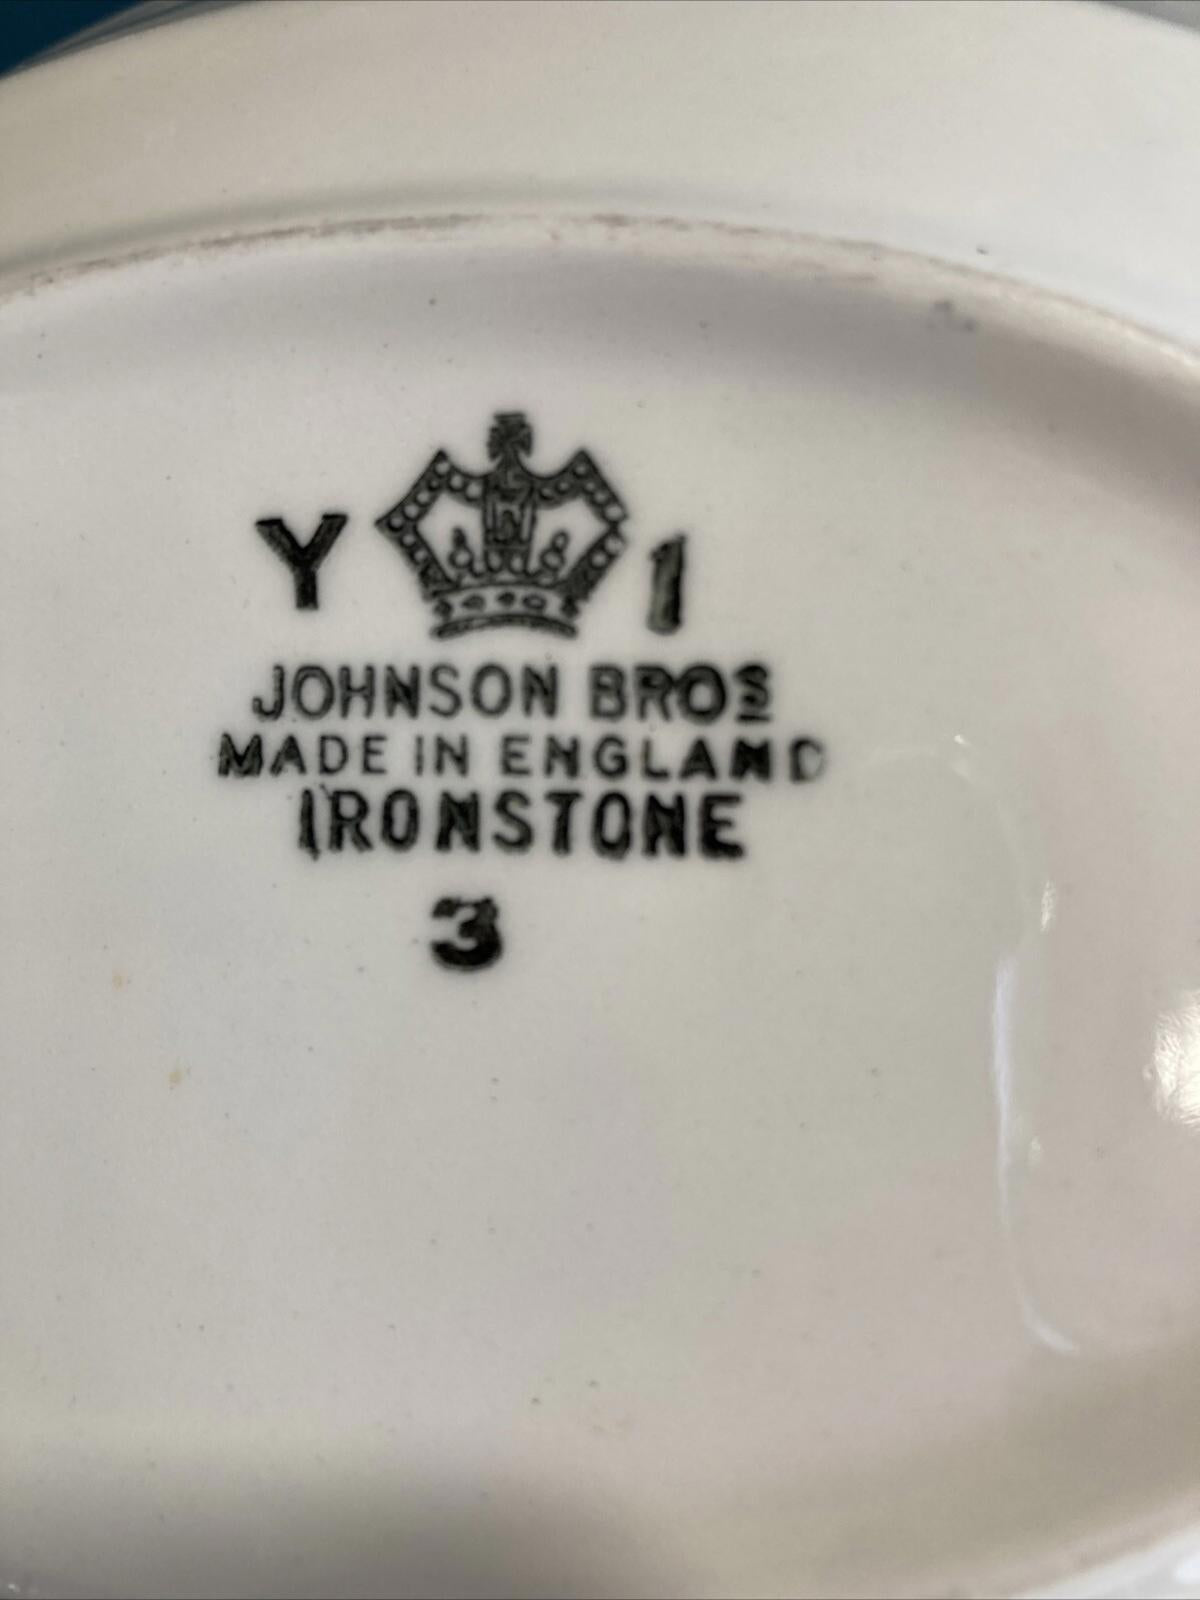 Y 1
JOHNSON BROS
MADE IN ENGLAND
IRONSTONE
3